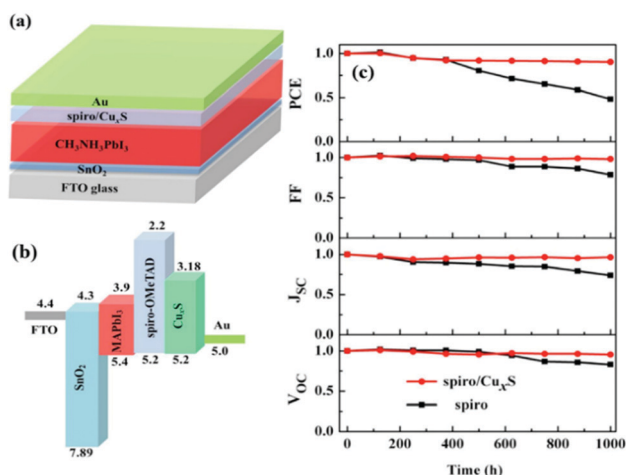 (a)
Au
spiro/CuxS
CH3NH3PbI3
SnO2
FTO glass
(b)
2.2
3.18
3.9
4.3
4.4
FTO
SnO2
MAPbI3
spiro-OMeTAD
CuxS
Au
5.4
5.2
5.2
5.0
7.89
(c)
PCE
1.0
0.5
0.0
FF
1.0
0.5
0.0
JSC
1.0
0.5
0.0
VOC
1.0
0.5
0.0
spiro/CuxS
spiro
0 200 400 600 800 1000
Time (h)